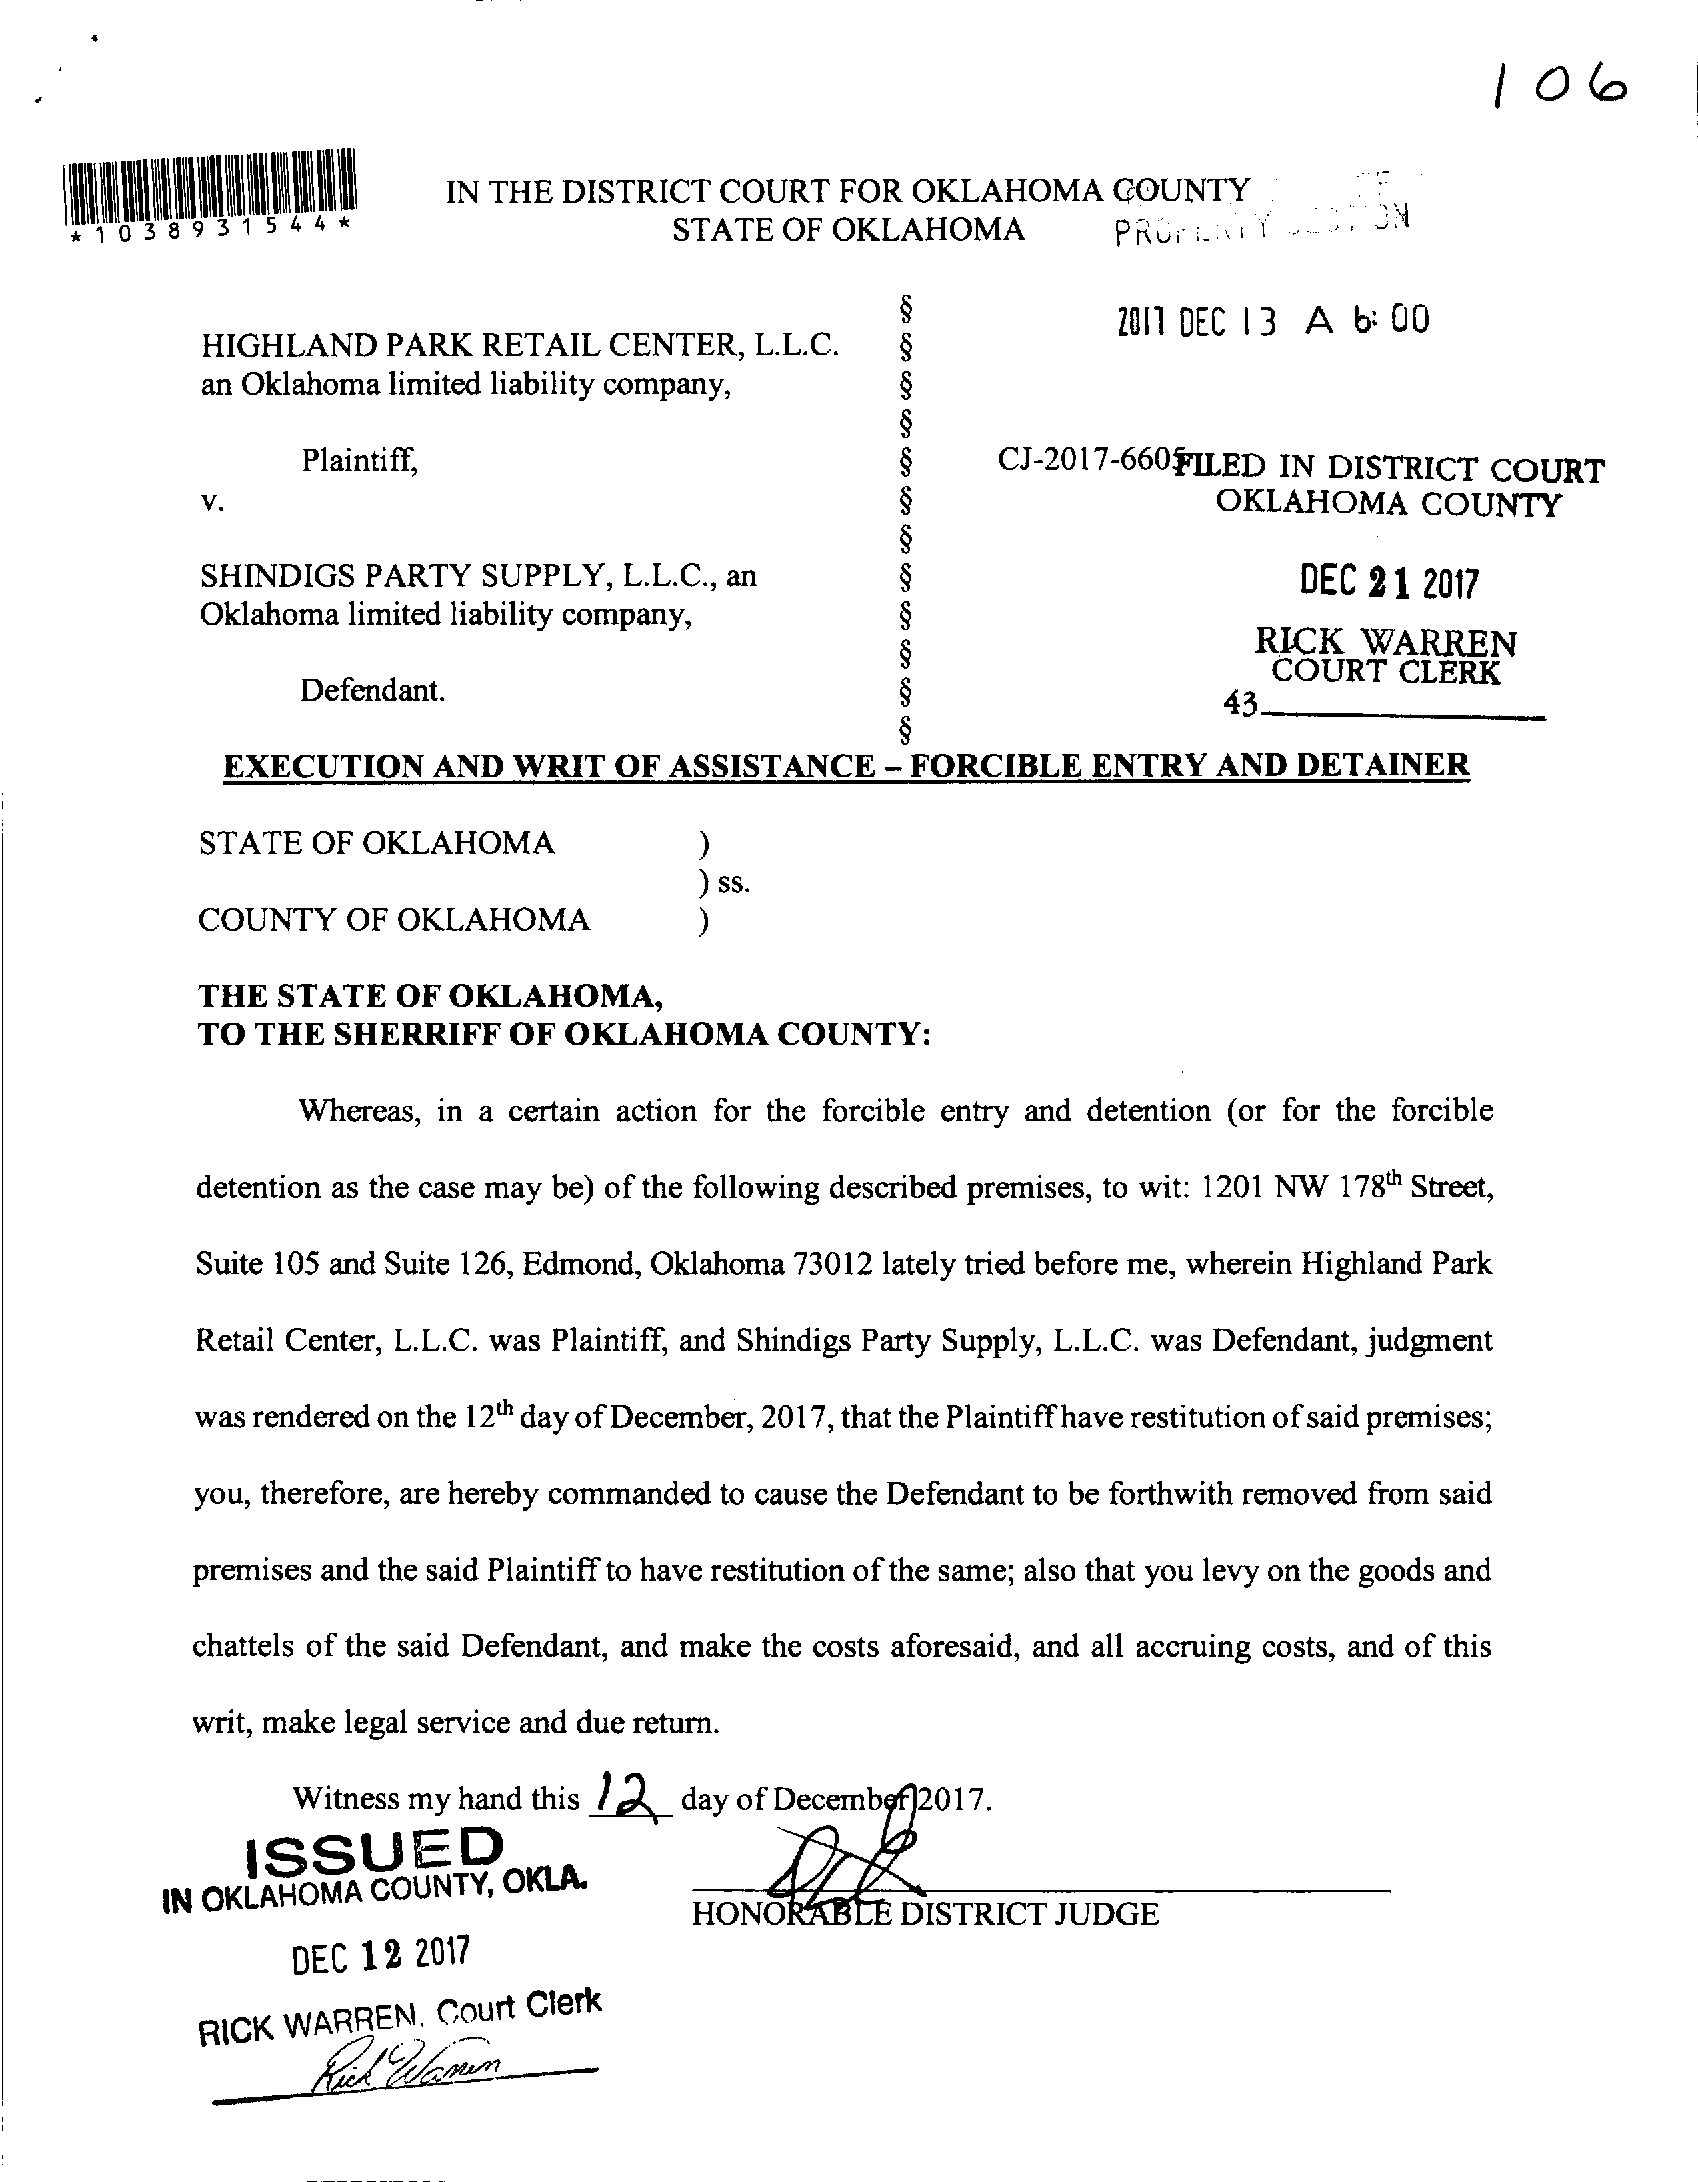 106
*1038931544*
IN THE DISTRICT COURT FOR OKLAHOMA COUNTY
STATE OF OKLAHOMA
HIGHLAND PARK RETAIL CENTER, L.L.C.
an Oklahoma limited liability company,
Plaintiff,
v.
SHINDIGS PARTY SUPPLY, L.L.C., an
Oklahoma limited liability company,
Defendant.
§
§
§
§
§
§
§
§
§
§
§
§
2017 DEC 13 A 6:00
CJ-2017-6605
FILED IN DISTRICT COURT
OKLAHOMA COUNTY
DEC 21 2017
RICK WARREN
COURT CLERK
43
EXECUTION AND WRIT OF ASSISTANCE – FORCIBLE ENTRY AND DETAINER
STATE OF OKLAHOMA )
) ss.
COUNTY OF OKLAHOMA )
THE STATE OF OKLAHOMA,
TO THE SHERRIFF OF OKLAHOMA COUNTY:
Whereas, in a certain action for the forcible entry and detention (or for the forcible
detention as the case may be) of the following described premises, to wit: 1201 NW 178th Street,
Suite 105 and Suite 126, Edmond, Oklahoma 73012 lately tried before me, wherein Highland Park
Retail Center, L.L.C. was Plaintiff, and Shindigs Party Supply, L.L.C. was Defendant, judgment
was rendered on the 12th day of December, 2017, that the Plaintiff have restitution of said premises;
you, therefore, are hereby commanded to cause the Defendant to be forthwith removed from said
premises and the said Plaintiff to have restitution of the same; also that you levy on the goods and
chattels of the said Defendant, and make the costs aforesaid, and all accruing costs, and of this
writ, make legal service and due return.
Witness my hand this 12 day of December 2017.
HONORABLE DISTRICT JUDGE
ISSUED
IN OKLAHOMA COUNTY, OKLA.
DEC 12 2017
RICK WARREN, Court Clerk
Rick Warren